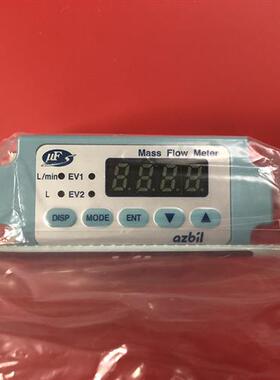 μF S
Mass Flow Meter
L/min EV1
L EV2
8.8.8.8.
DISP MODE ENT ▼ ▲
azbil